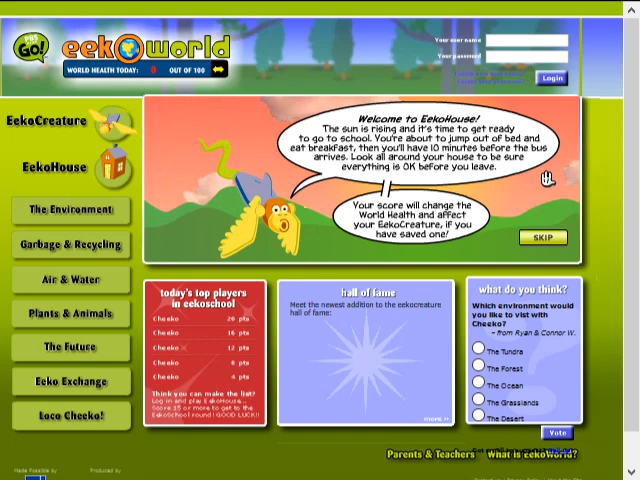 PBS KIDS GO!
eekoworld
WORLD HEALTH TODAY: 0 OUT OF 100
Your user name
Your password
Login
EekoCreature
EekoHouse
The Environment
Garbage & Recycling
Air & Water
Plants & Animals
The Future
Eeko Exchange
Loco Cheeko!
Welcome to EekoHouse!
The sun is rising and it's time to get ready
to go to school. You're about to jump out of bed and
eat breakfast, then you'll have 10 minutes before the bus
arrives. Look all around your house to be sure
everything is OK before you leave.
Your score will change the
World Health and affect
your EekoCreature, if you
have saved one!
SKIP
today's top players
in eekoschool
Cheeko 20 pts
Cheeko 16 pts
Cheeko 12 pts
Cheeko 8 pts
Cheeko 4 pts
Think you can make the list?
Log in and play EekoHouse...
Score 35 or more to get to the
EekoSchool round! GOOD LUCK!!
hall of fame
Meet the newest addition to the eekocreature
hall of fame:
more »
what do you think?
Which environment would
you like to vist with
Cheeko?
- from Ryan & Connor W.
The Tundra
The Forest
The Ocean
The Grasslands
The Desert
Vote
Parents & Teachers
What is EekoWorld?
Made Possible by
Produced by